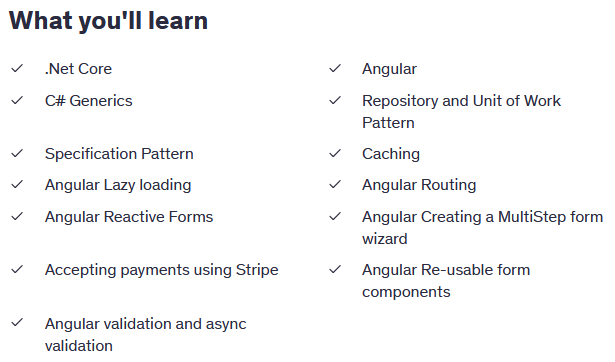 What you'll learn
.Net Core
Angular
C# Generics
Repository and Unit of Work
Pattern
Specification Pattern
Caching
Angular Lazy loading
Angular Routing
Angular Reactive Forms
Angular Creating a MultiStep form
wizard
Accepting payments using Stripe
Angular Re-usable form
components
Angular validation and async
validation